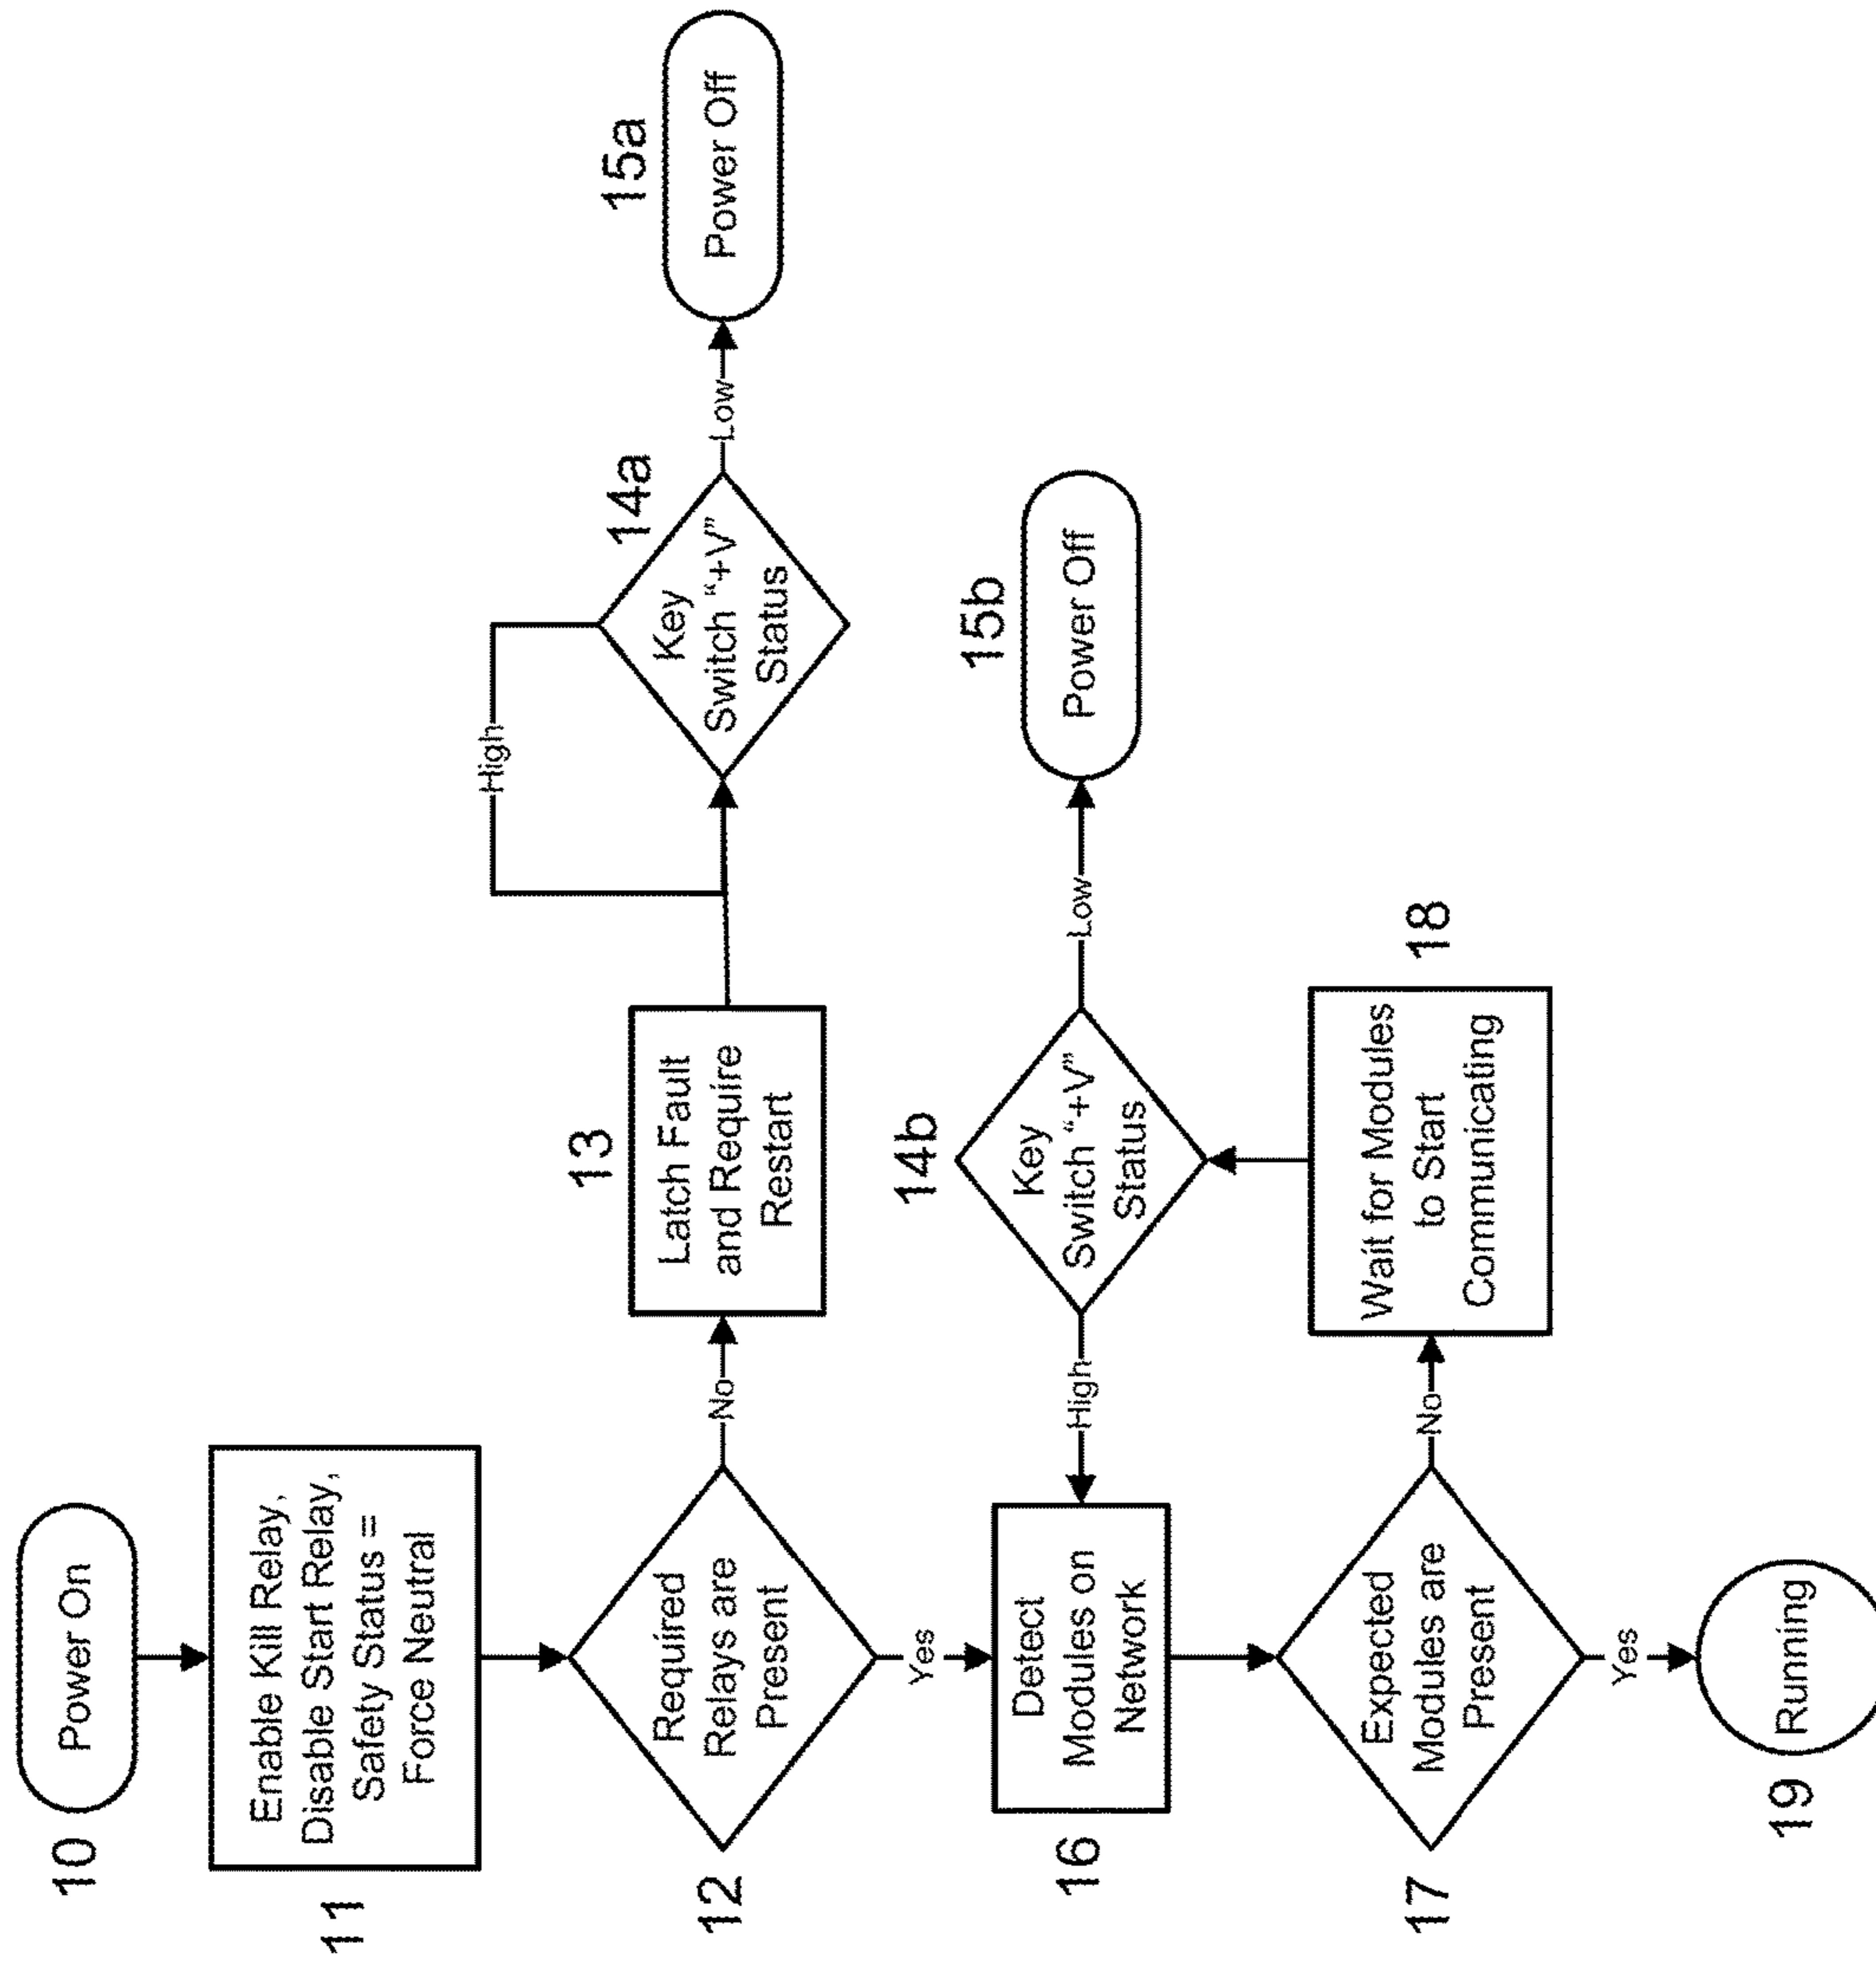 10
Power On
11
Enable Kill Relay,
Disable Start Relay,
Safety Status =
Force Neutral
12
Required
Relays are
Present
No
13
Latch Fault
and Require
Restart
High
14a
Key
Switch “+V”
Status
Low
15a
Power Off
Yes
16
Detect
Modules on
Network
High
14b
Key
Switch “+V”
Status
Low
15b
Power Off
17
Expected
Modules are
Present
No
18
Wait for Modules
to Start
Communicating
Yes
19
Running